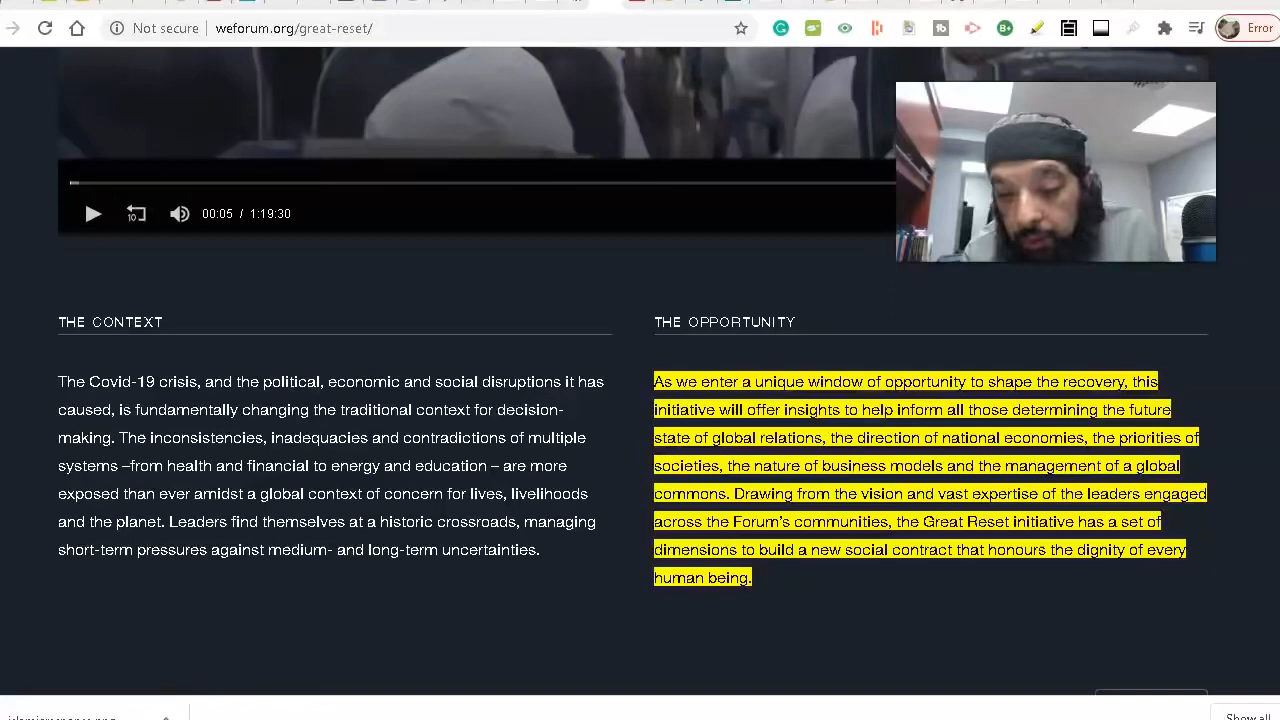 Not secure
weforum.org/great-reset/
Error
00:05 / 1:19:30
THE CONTEXT
The Covid-19 crisis, and the political, economic and social disruptions it has
caused, is fundamentally changing the traditional context for decision-
making. The inconsistencies, inadequacies and contradictions of multiple
systems –from health and financial to energy and education – are more
exposed than ever amidst a global context of concern for lives, livelihoods
and the planet. Leaders find themselves at a historic crossroads, managing
short-term pressures against medium- and long-term uncertainties.
THE OPPORTUNITY
As we enter a unique window of opportunity to shape the recovery, this
initiative will offer insights to help inform all those determining the future
state of global relations, the direction of national economies, the priorities of
societies, the nature of business models and the management of a global
commons. Drawing from the vision and vast expertise of the leaders engaged
across the Forum's communities, the Great Reset initiative has a set of
dimensions to build a new social contract that honours the dignity of every
human being.
Show all